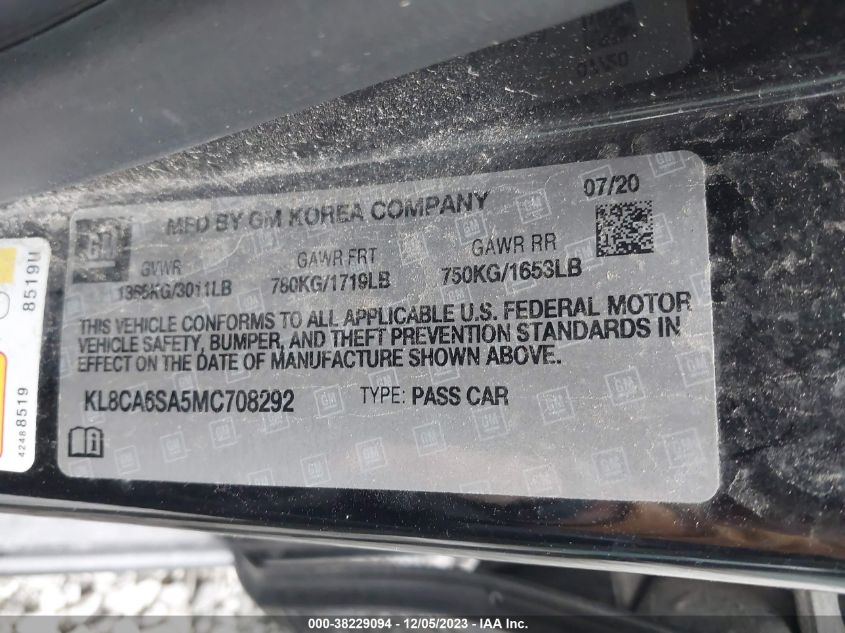 MFD BY GM KOREA COMPANY
07/20
GVWR
GAWR FRT
GAWR RR
1366KG/3011LB
780KG/1719LB
750KG/1653LB
THIS VEHICLE CONFORMS TO ALL APPLICABLE U.S. FEDERAL MOTOR
VEHICLE SAFETY, BUMPER, AND THEFT PREVENTION STANDARDS IN
EFFECT ON THE DATE OF MANUFACTURE SHOWN ABOVE.
KL8CA6SA5MC708292
TYPE: PASS CAR
GM
8519U
42488519
000-38229094 - 12/05/2023 - IAA Inc.